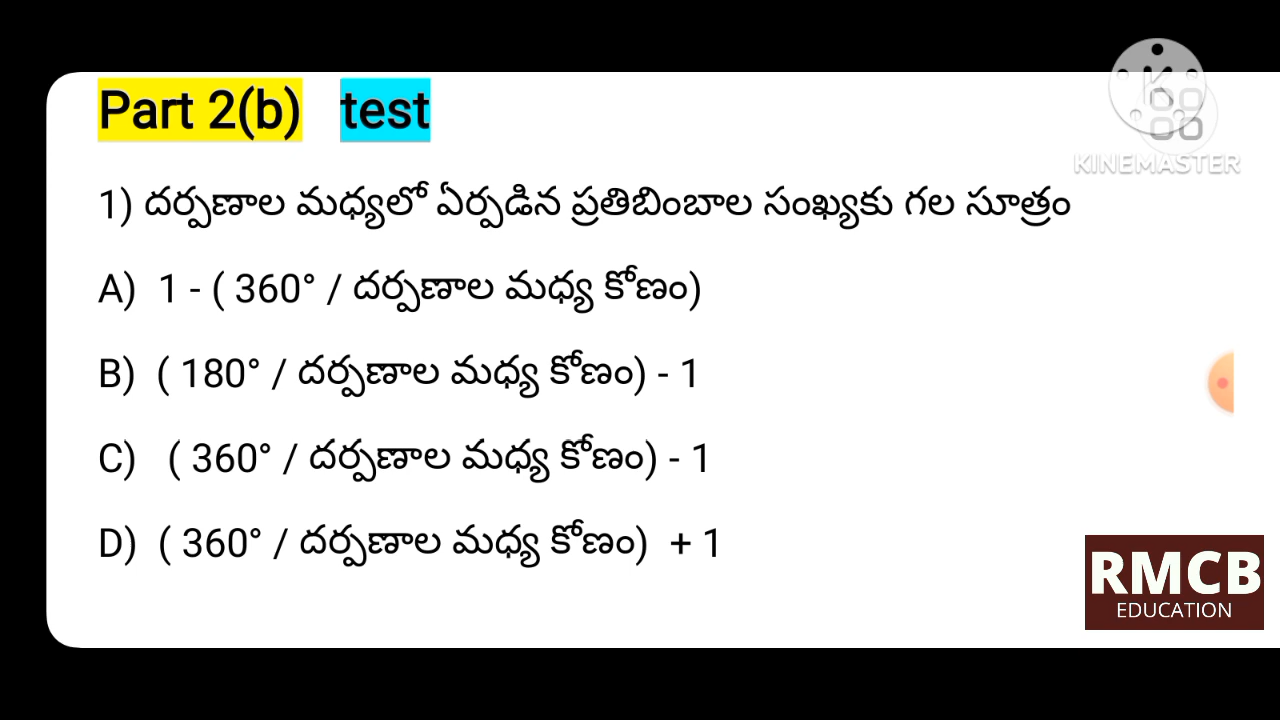 Part 2(b) test
KINEMASTER
1) దర్పణాల మధ్యలో ఏర్పడిన ప్రతిబింబాల సంఖ్యకు గల సూత్రం
A) 1 - ( 360° / దర్పణాల మధ్య కోణం)
B) ( 180° / దర్పణాల మధ్య కోణం) - 1
C) ( 360° / దర్పణాల మధ్య కోణం) - 1
D) ( 360° / దర్పణాల మధ్య కోణం) + 1
RMCB
EDUCATION